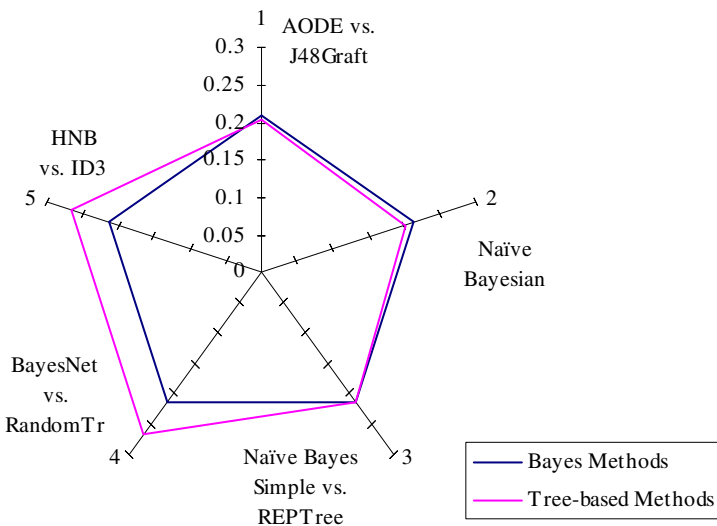 1
AODE vs.
J48Graft
0.3
0.25
0.2
0.15
0.1
0.05
0
HNB
vs. ID3
5
2
Naïve
Bayesian
BayesNet
vs.
RandomTr
4
Naïve Bayes
Simple vs.
REPTree
3
Bayes Methods
Tree-based Methods